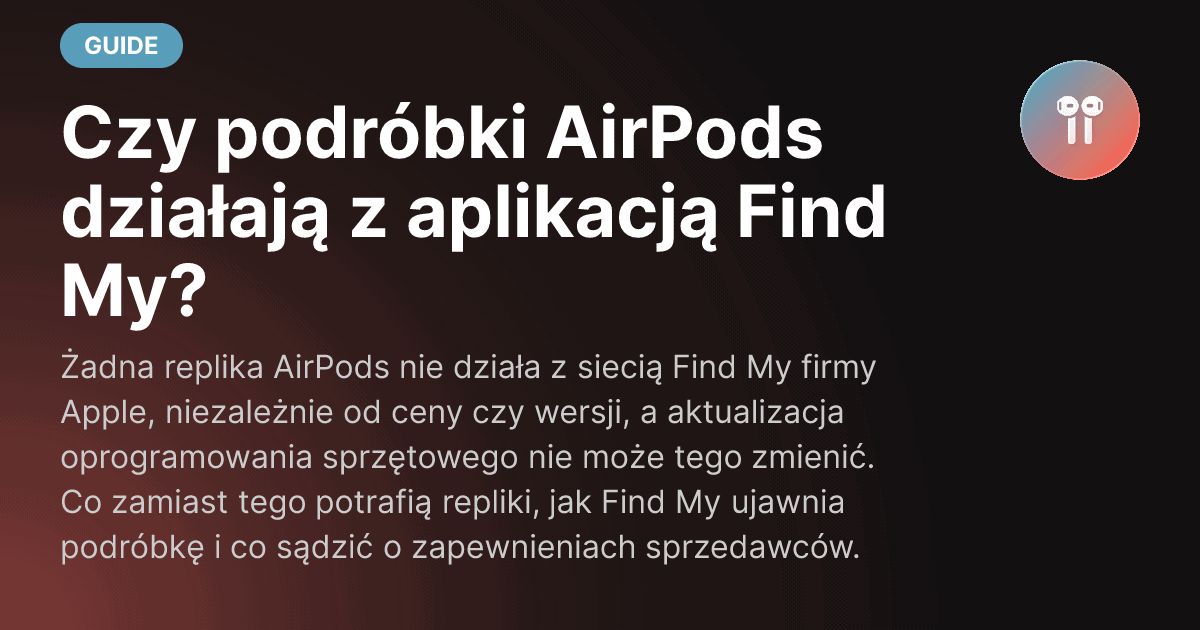 GUIDE
Czy podróbki AirPods
działają z aplikacją Find
My?
Żadna replika AirPods nie działa z siecią Find My firmy
Apple, niezależnie od ceny czy wersji, a aktualizacja
oprogramowania sprzętowego nie może tego zmienić.
Co zamiast tego potrafią repliki, jak Find My ujawnia
podróbkę i co sądzić o zapewnieniach sprzedawców.